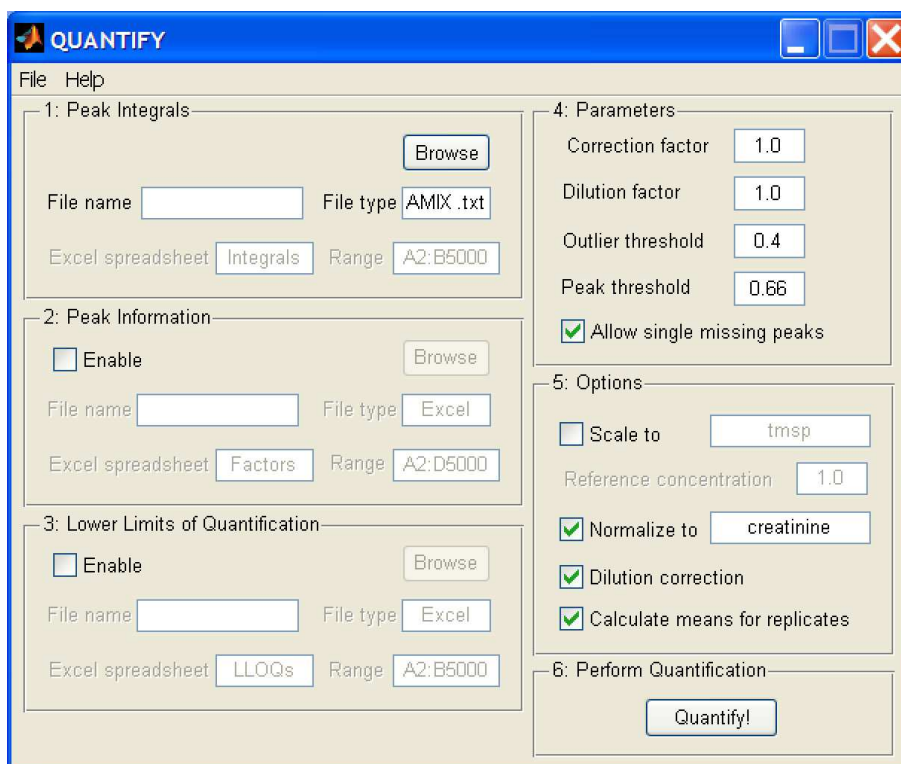 QUANTIFY
File Help
1: Peak Integrals
Browse
File name File type AMIX .txt
Excel spreadsheet Integrals Range A2:B5000
2: Peak Information
Enable Browse
File name File type Excel
Excel spreadsheet Factors Range A2:D5000
3: Lower Limits of Quantification
Enable Browse
File name File type Excel
Excel spreadsheet LLOQs Range A2:B5000
4: Parameters
Correction factor 1.0
Dilution factor 1.0
Outlier threshold 0.4
Peak threshold 0.66
Allow single missing peaks
5: Options
Scale to tmsp
Reference concentration 1.0
Normalize to creatinine
Dilution correction
Calculate means for replicates
6: Perform Quantification
Quantify!